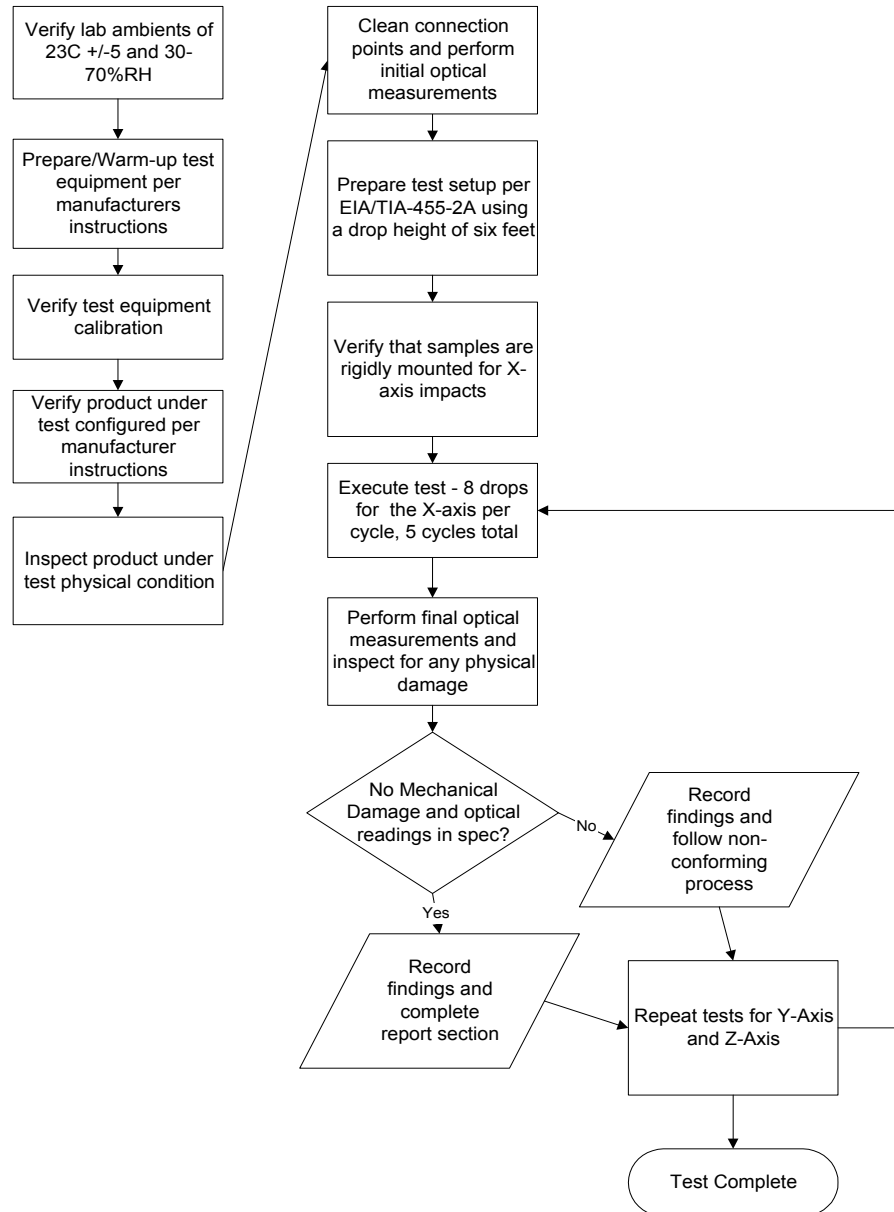 Verify lab ambients of
23C +/-5 and 30-
70%RH
Prepare/Warm-up test
equipment per
manufacturers
instructions
Verify test equipment
calibration
Verify product under
test configured per
manufacturer
instructions
Inspect product under
test physical condition
Clean connection
points and perform
initial optical
measurements
Prepare test setup per
EIA/TIA-455-2A using
a drop height of six feet
Verify that samples are
rigidly mounted for X-
axis impacts
Execute test - 8 drops
for the X-axis per
cycle, 5 cycles total
Perform final optical
measurements and
inspect for any physical
damage
No Mechanical
Damage and optical
readings in spec?
No
Record
findings and
follow non-
conforming
process
Yes
Record
findings and
complete
report section
Repeat tests for Y-Axis
and Z-Axis
Test Complete